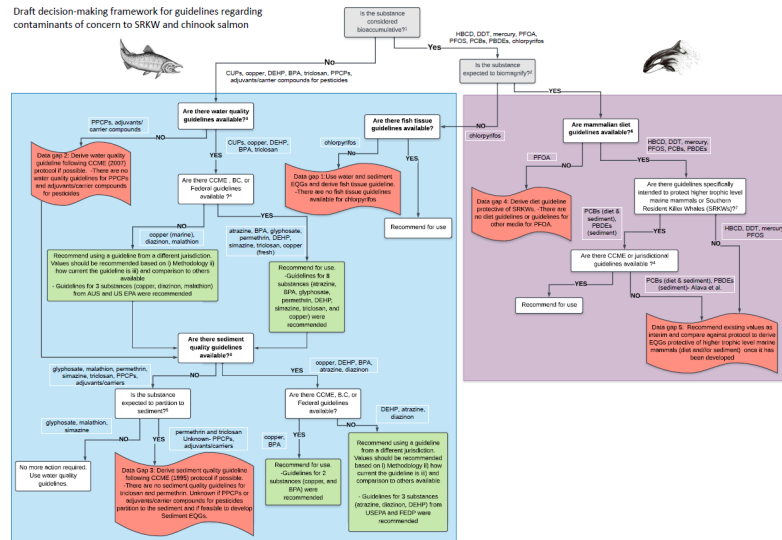 Draft decision-making framework for guidelines regarding
contaminants of concern to SRKW and chinook salmon
Is the substance
considered
bioaccumulative?
HBCD, DDT, mercury, PFOA,
PFOS, PCBs, PBDEs, chlorpyrifos
No
Yes
CUPs, copper, DEHP, BPA, triclosan, PPCPs,
adjuvants/carrier compounds for pesticides
Is the substance
expected to biomagnify?
NO
YES
Are there water quality
guidelines available?
PPCPs, adjuvants/
carrier compounds
NO
YES
CUPs, copper, DEHP,
BPA, triclosan
Data gap 2: Derive water quality
guideline following CCME (2007)
protocol if possible. -There are no
water quality guidelines for PPCPs
and adjuvants/carrier compounds
for pesticides
Are there fish tissue
guidelines available?
chlorpyrifos
chlorpyrifos
No
YES
Data gap 1:Use water and sediment
EQGs and derive fish tissue guideline.
-There are no fish tissue guidelines
available for chlorpyrifos
Recommend for use
Are there CCME , BC, or
Federal guidelines
available?
NO
YES
copper (marine),
diazinon, malathion
atrazine, BPA, glyphosate,
permethrin, DEHP,
simazine, triclosan, copper
(fresh)
Recommend using a guideline from a different jurisdiction.
Values should be recommended based on i) Methodology ii)
how current the guideline is iii) and comparison to others
available
- Guidelines for 3 substances (copper, diazinon, malathion)
from AUS and US EPA were recommended
Recommend for use.
-Guidelines for 8
substances (atrazine,
BPA, glyphosate,
permethin, DEHP,
simazine, triclosan, and
copper) were
recommended
Are there sediment
quality guidelines
available?
glyphosate, malathion, permethrin,
simazine, triclosan, PPCPs,
adjuvants/carriers
NO
YES
copper, DEHP, BPA,
atrazine, diazinon
Is the substance
expected to partition to
sediment?
glyphosate, malathion,
simazine
NO
YES
permethrin and triclosan
Unknown- PPCPs,
adjuvants/carriers
No more action required.
Use water quality
guidelines.
Data Gap 3: Derive sediment quality guideline
following CCME (1995) protocol if possible.
-There are no sediment quality guidelines for
triclosan and permethrin. Unknown if PPCPs or
adjuvants/carrier compounds for pesticides
partition to the sediment and if feasible to develop
Sediment EQGs.
Are there CCME, B.C, or
Federal guidelines
available?
copper,
BPA
YES
NO
DEHP, atrazine,
diazinon
Recommend for use.
-Guidelines for 2
substances (copper, and
BPA) were
recommended
Recommend using a guideline
from a different jurisdiction.
Values should be recommended
based on i) Methodology ii) how
current the guideline is iii) and
comparison to others available
- Guidelines for 3 substances
(atrazine, diazinon, DEHP) from
USEPA and FEDP were
recommended
Are mammalian diet
guidelines available?
PFOA
NO
YES
HBCD, DDT, mercury,
PFOS, PCBs, PBDEs
Data gap 4: Derive diet guideline
protective of SRKWs. -There are
no diet guidelines or guidelines for
other media for PFOA.
Are there guidelines specifically
intended to protect higher trophic level
marine mammals or Southern
Resident Killer Whales (SRKWs)?
PCBs (diet &
sediment),
PBDEs
(sediment)
YES
NO
HBCD, DDT, mercury,
PFOS
Are there CCME or jurisdictional
guidelines available ?
YES
NO
PCBs (diet & sediment), PBDEs
(sediment)- Alava et al.
Recommend for use
Data gap 5: Recommend existing values as
interim and compare against protocol to derive
EQGs protective of higher trophic level marine
mammals (diet and/or sediment) once it has
been developed